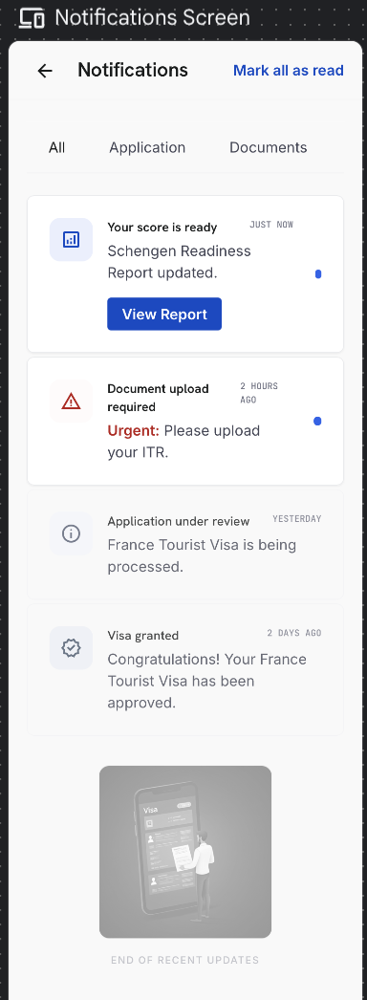 Notifications Screen
Notifications
Mark all as read
All
Application
Documents
Your score is ready
JUST NOW
Schengen Readiness
Report updated.
View Report
Document upload
required
2 HOURS
AGO
Urgent: Please upload
your ITR.
Application under review
YESTERDAY
France Tourist Visa is being
processed.
Visa granted
2 DAYS AGO
Congratulations! Your France
Tourist Visa has been
approved.
Visa
END OF RECENT UPDATES